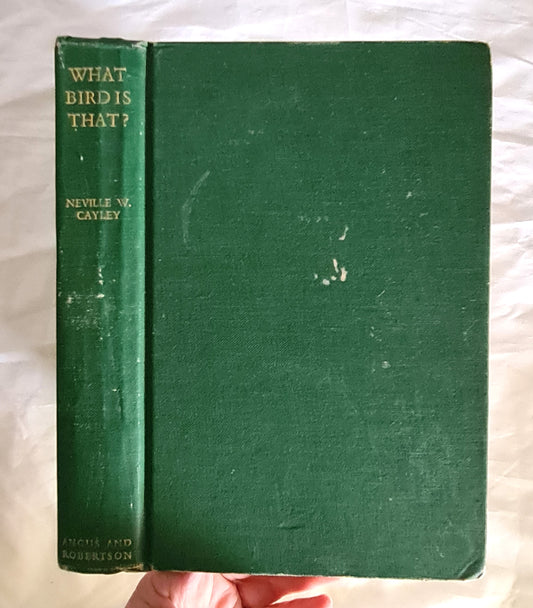 WHAT
BIRD IS
THAT?
NEVILLE W.
CAYLEY
ANGUS AND
ROBERTSON